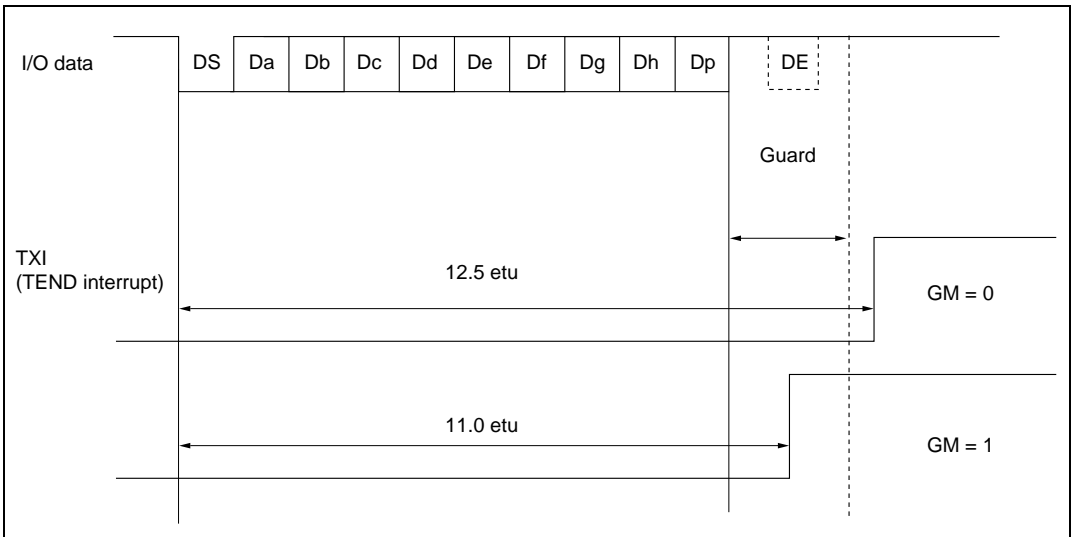 I/O data
DS Da Db Dc Dd De Df Dg Dh Dp DE
Guard
TXI
(TEND interrupt)
12.5 etu
GM = 0
11.0 etu
GM = 1